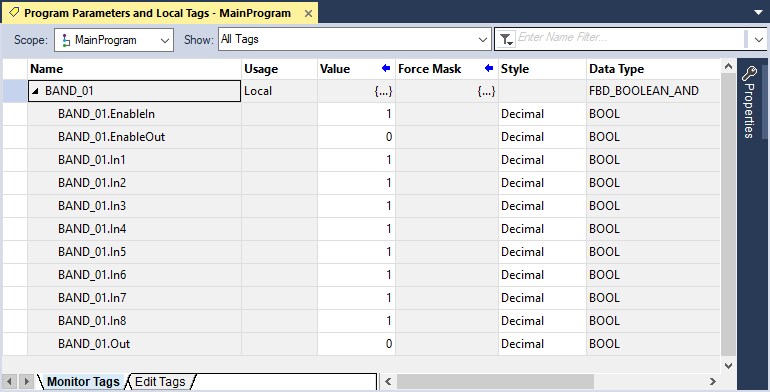 Program Parameters and Local Tags - MainProgram
Scope: MainProgram Show: All Tags Enter Name Filter...
Name Usage Value Force Mask Style Data Type
BAND_01 Local {...} {...} FBD_BOOLEAN_AND
BAND_01.EnableIn 1 Decimal BOOL
BAND_01.EnableOut 0 Decimal BOOL
BAND_01.In1 1 Decimal BOOL
BAND_01.In2 1 Decimal BOOL
BAND_01.In3 1 Decimal BOOL
BAND_01.In4 1 Decimal BOOL
BAND_01.In5 1 Decimal BOOL
BAND_01.In6 1 Decimal BOOL
BAND_01.In7 1 Decimal BOOL
BAND_01.In8 1 Decimal BOOL
BAND_01.Out 0 Decimal BOOL
Monitor Tags Edit Tags
Properties